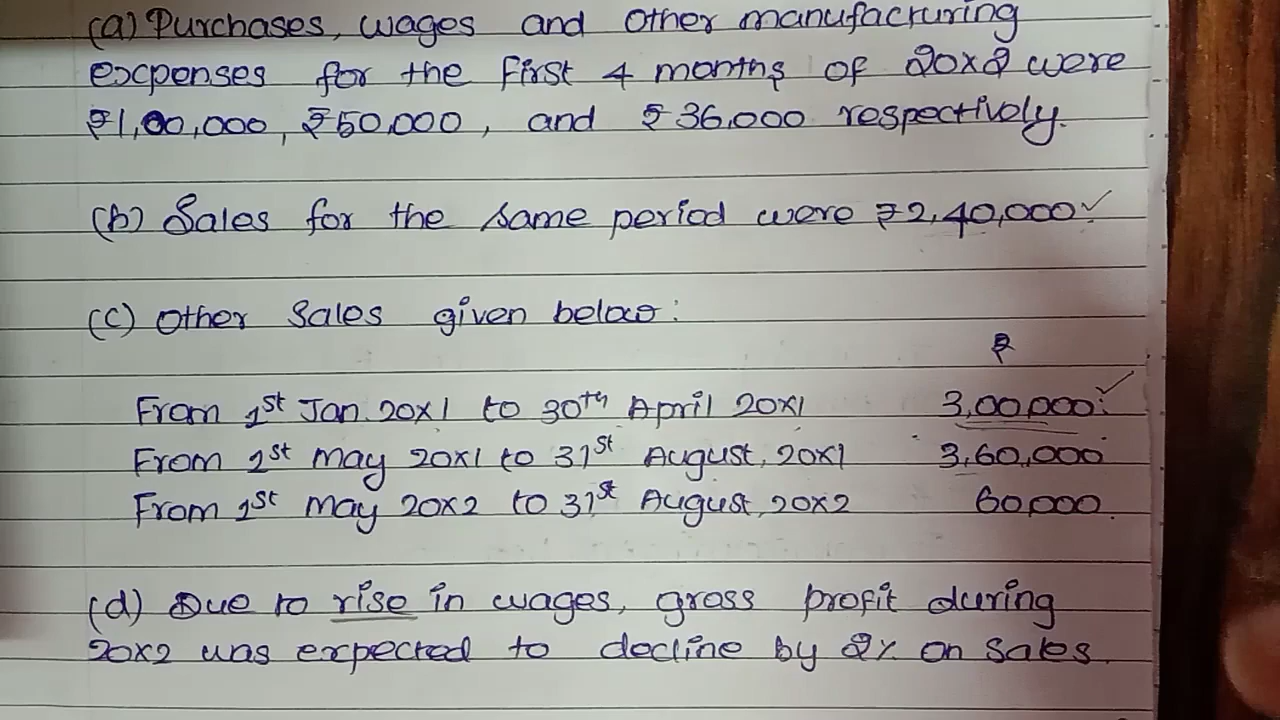 (a) Purchases, wages and other manufacturing
expenses for the first 4 months of 20x2 were
₹1,00,000, ₹50,000, and ₹36,000 respectively.
(b) Sales for the same period were ₹2,40,000
(c) Other Sales given below:
₹
From 1st Jan. 20x1 to 30th April 20x1 3,00,000
From 1st May 20x1 to 31st August, 20x1 3,60,000
From 1st May 20x2 to 31st August, 20x2 60,000
(d) Due to rise in wages, gross profit during
20x2 was expected to decline by 2% on sales.